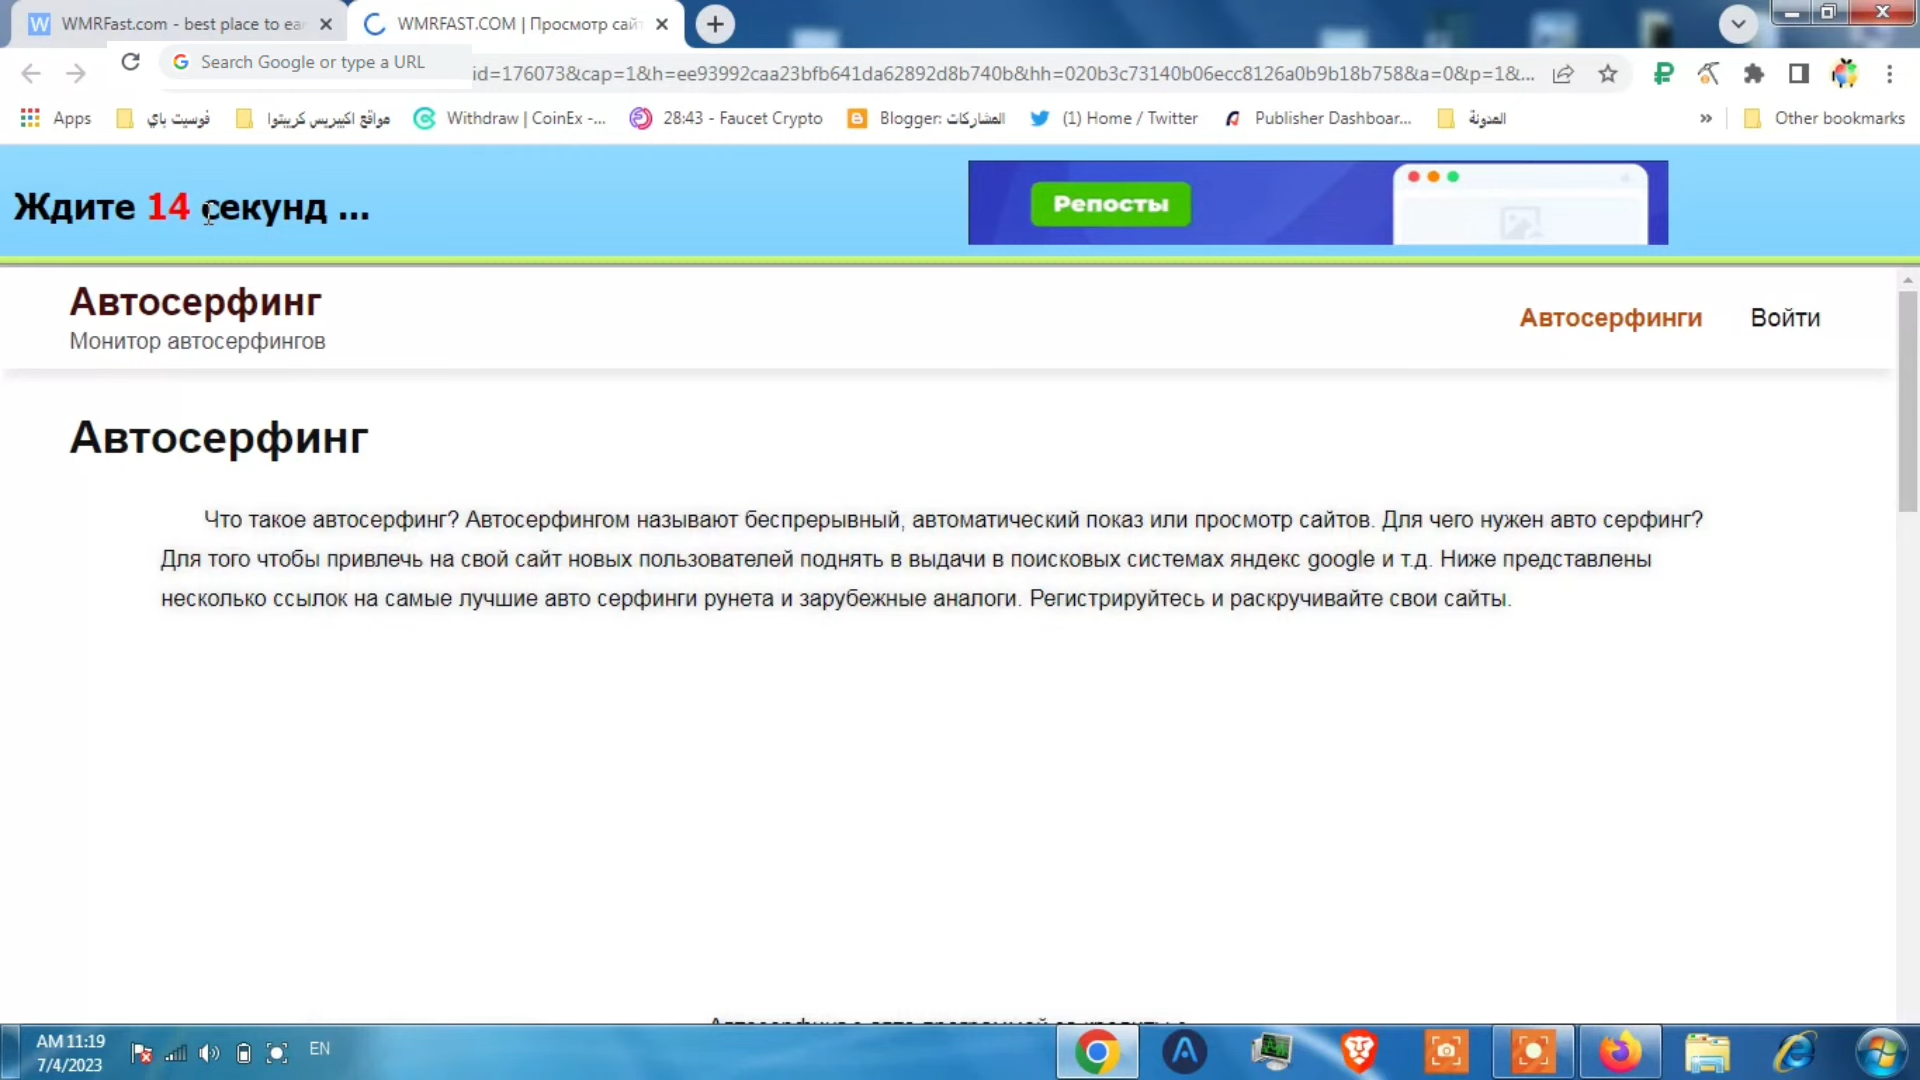 WMRFast.com - best place to ea
WMRFAST.COM | Просмотр сай
Search Google or type a URL
id=176073&cap=1&h=ee93992caa23bfb641da62892d8b740b&hh=020b3c73140b06ecc8126a0b9b18b758&a=0&p=1&...
Apps
فوسيت باي
مواقع اكبيريس كريبتوا
Withdraw | CoinEx -...
28:43 - Faucet Crypto
Blogger: المشاركات
(1) Home / Twitter
Publisher Dashboar...
المدونة
»
Other bookmarks
Ждите 14 секунд ...
Репосты
Автосерфинг
Монитор автосерфингов
Автосерфинги
Войти
Автосерфинг
Что такое автосерфинг? Автосерфингом называют беспрерывный, автоматический показ или просмотр сайтов. Для чего нужен авто серфинг?
Для того чтобы привлечь на свой сайт новых пользователей поднять в выдачи в поисковых системах яндекс google и т.д. Ниже представлены
несколько ссылок на самые лучшие авто серфинги рунета и зарубежные аналоги. Регистрируйтесь и раскручивайте свои сайты.
AM 11:19
7/4/2023
EN